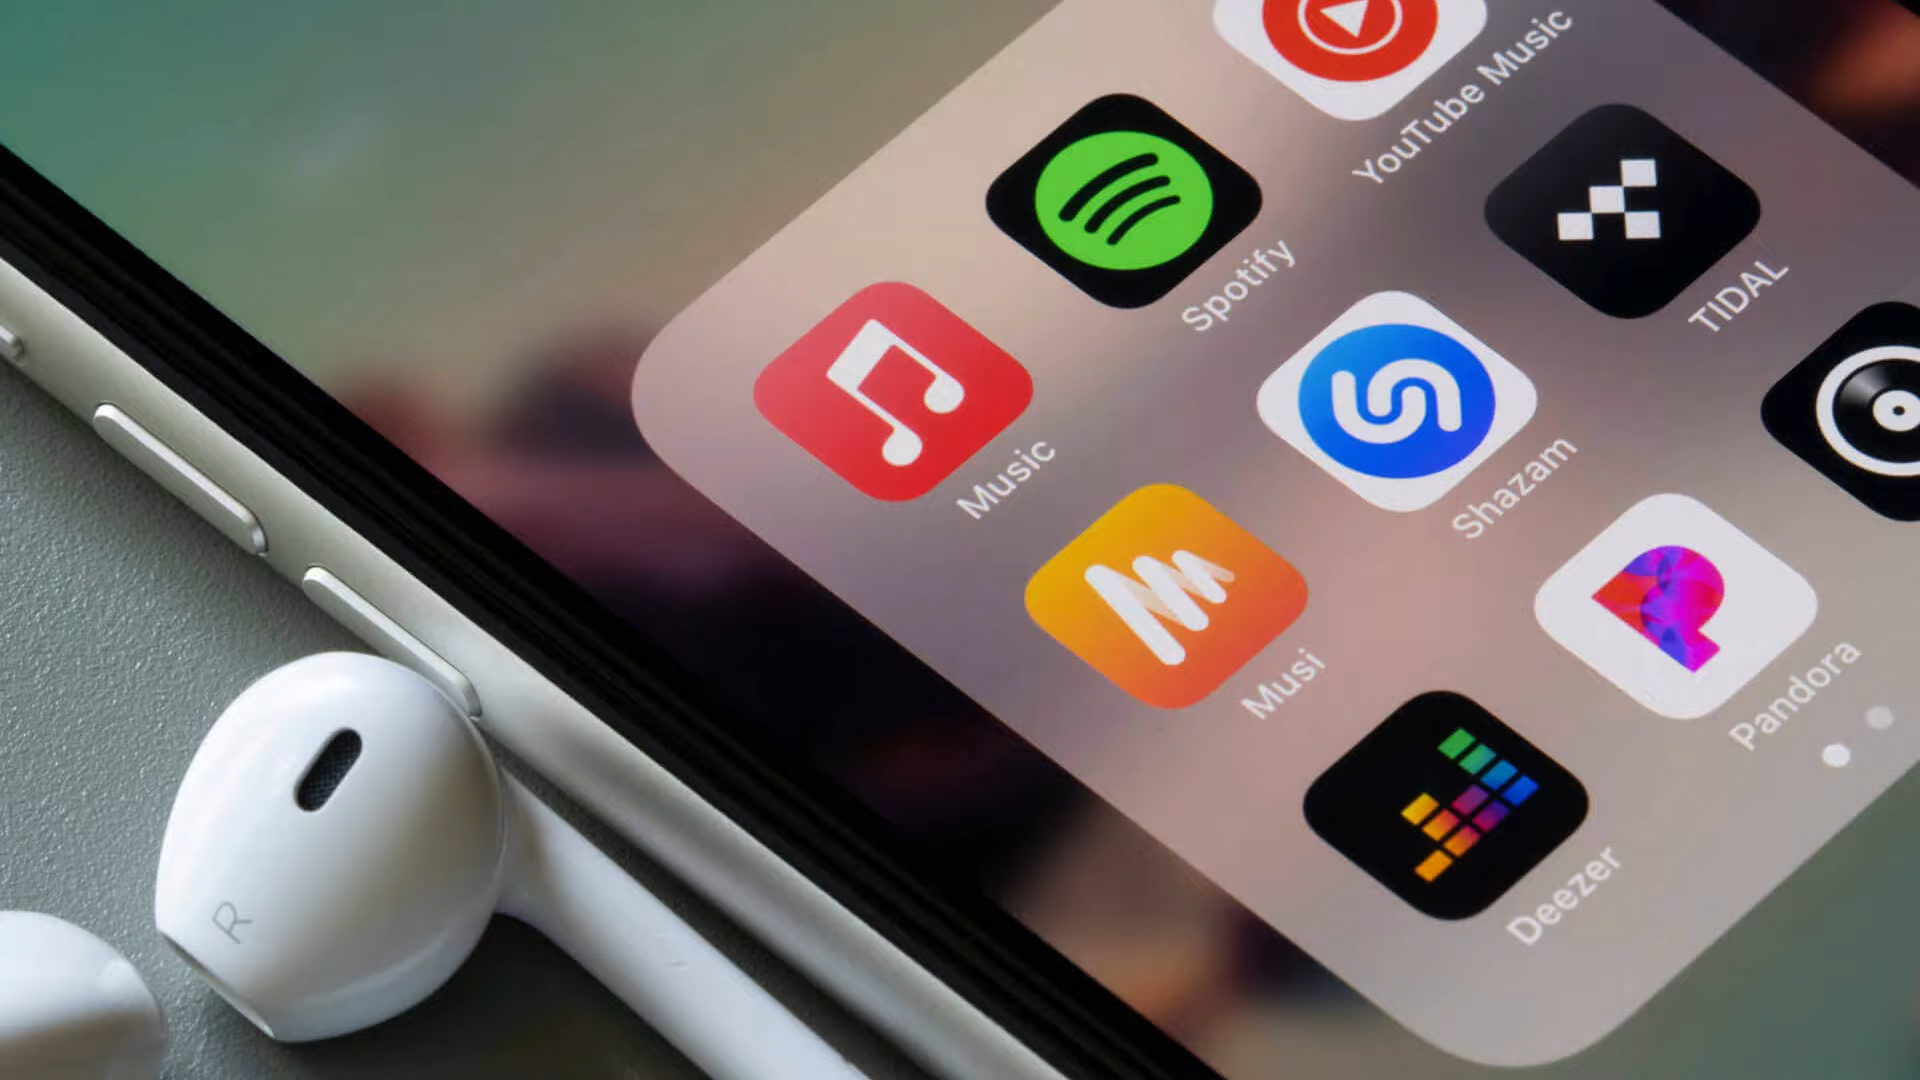 Music
Spotify
YouTube Music
Musi
Shazam
TIDAL
Deezer
Pandora
R